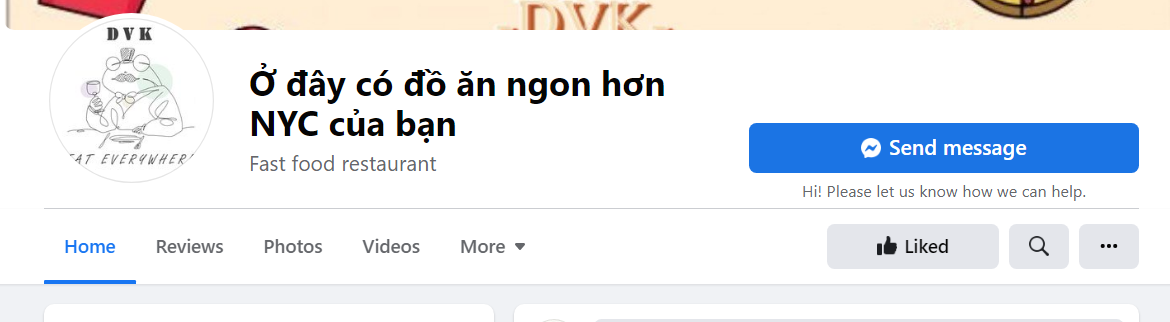 DVK
DVK
EAT EVERYWHERE
Ở đây có đồ ăn ngon hơn
NYC của bạn
Fast food restaurant
Send message
Hi! Please let us know how we can help.
Home
Reviews
Photos
Videos
More
Liked